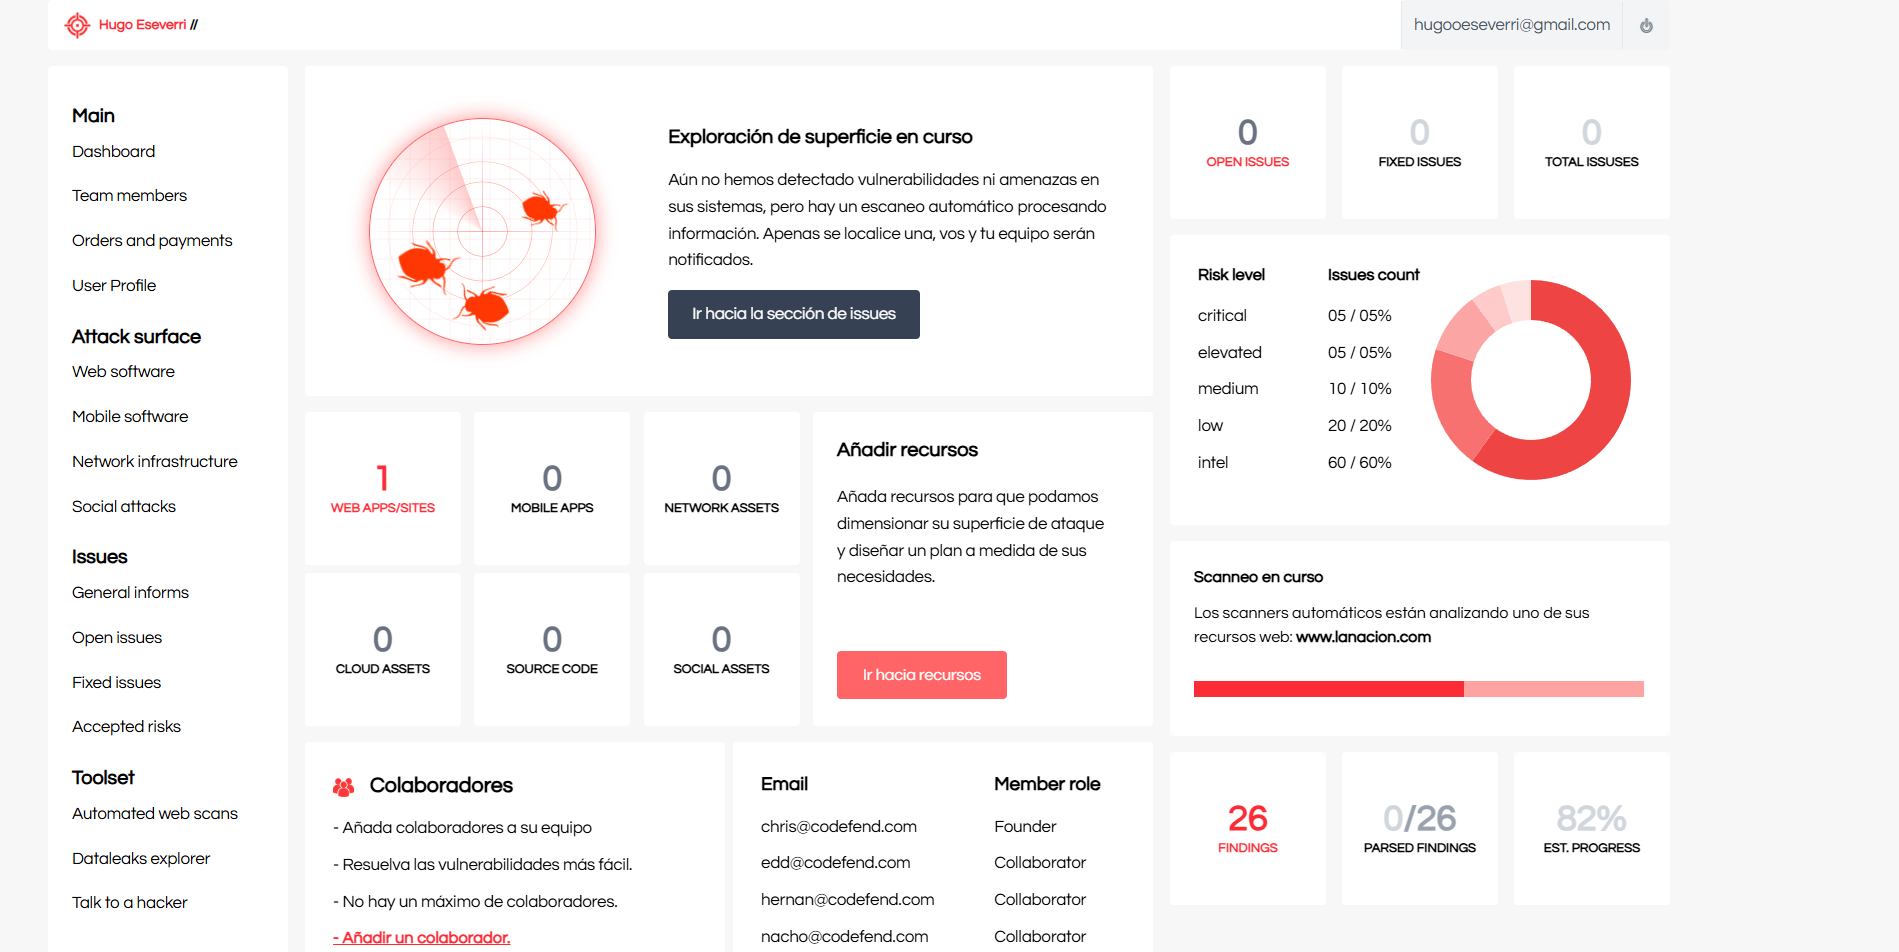 Hugo Eseverri //
hugooeseverri@gmail.com
Main
Dashboard
Team members
Orders and payments
User Profile
Attack surface
Web software
Mobile software
Network infrastructure
Social attacks
Issues
General informs
Open issues
Fixed issues
Accepted risks
Toolset
Automated web scans
Dataleaks explorer
Talk to a hacker
Exploración de superficie en curso
Aún no hemos detectado vulnerabilidades ni amenazas en
sus sistemas, pero hay un escaneo automático procesando
información. Apenas se localice una, vos y tu equipo serán
notificados.
Ir hacia la sección de issues
1
WEB APPS/SITES
0
MOBILE APPS
0
NETWORK ASSETS
0
CLOUD ASSETS
0
SOURCE CODE
0
SOCIAL ASSETS
Añadir recursos
Añada recursos para que podamos
dimensionar su superficie de ataque
y diseñar un plan a medida de sus
necesidades.
Ir hacia recursos
Colaboradores
- Añada colaboradores a su equipo
- Resuelva las vulnerabilidades más fácil.
- No hay un máximo de colaboradores.
- Añadir un colaborador.
Email Member role
chris@codefend.com Founder
edd@codefend.com Collaborator
hernan@codefend.com Collaborator
nacho@codefend.com Collaborator
0
OPEN ISSUES
0
FIXED ISSUES
0
TOTAL ISSUSES
Risk level Issues count
critical 05 / 05%
elevated 05 / 05%
medium 10 / 10%
low 20 / 20%
intel 60 / 60%
Scanneo en curso
Los scanners automáticos están analizando uno de sus
recursos web: www.lanacion.com
26
FINDINGS
0/26
PARSED FINDINGS
82%
EST. PROGRESS